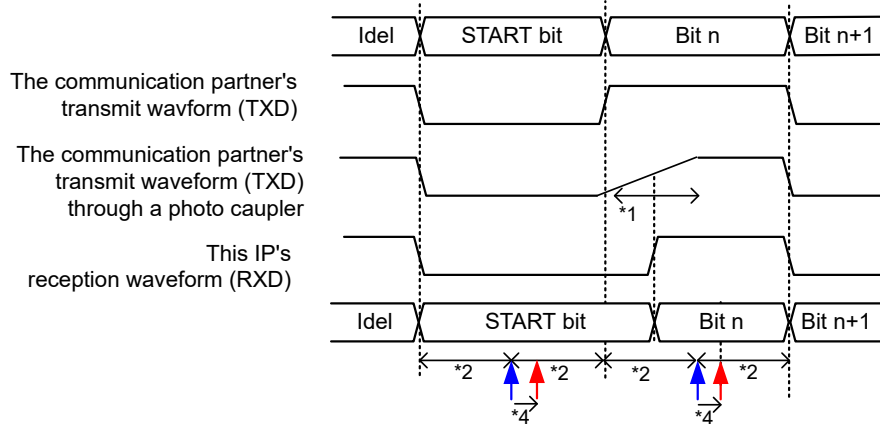 Idel START bit Bit n Bit n+1
The communication partner's
transmit wavform (TXD)
The communication partner's
transmit waveform (TXD)
through a photo caupler
*1
This IP's
reception waveform (RXD)
Idel START bit Bit n Bit n+1
*2 *2 *2 *2
*4 *4